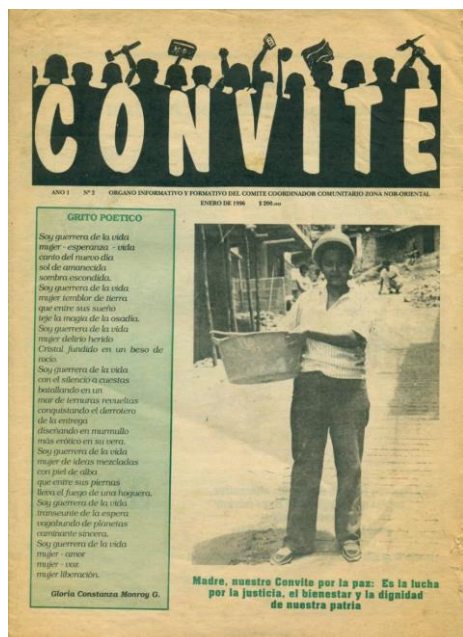 CONVITE
AÑO 1 Nº 2 ORGANO INFORMATIVO Y FORMATIVO DEL COMITE COORDINADOR COMUNITARIO ZONA NOR-ORIENTAL
ENERO DE 1996 $ 200.oo
GRITO POETICO
Soy guerrera de la vida
mujer - esperanza - vida
canto del nuevo dia
sol de amanecida
sombra escondida.
Soy guerrera de la vida
mujer temblor de tierra
que entre sus sueño
teje la magia de la osadía.
Soy guerrera de la vida
mujer delirio herido
Cristal fundido en un beso de
rocío
Soy guerrera de la vida
con el silencio a cuestas
batallando en un
mar de ternuras revueltas
conquistando el derrotero
de la entrega
diseñando en murmullo
más erótico en su vera.
Soy guerrera de la vida
mujer de ideas mezcladas
con piel de alba
que entre sus piernas
lleva el fuego de una hoguera.
Soy guerrera de la vida
transeunte de la espera
vagabundo de planetas
caminante sincera.
Soy guerrera de la vida
mujer - amor
mujer - voz
mujer liberación.
Gloria Constanza Monroy G.
Madre, nuestro Convite por la paz: Es la lucha
por la justicia, el bienestar y la dignidad
de nuestra patria